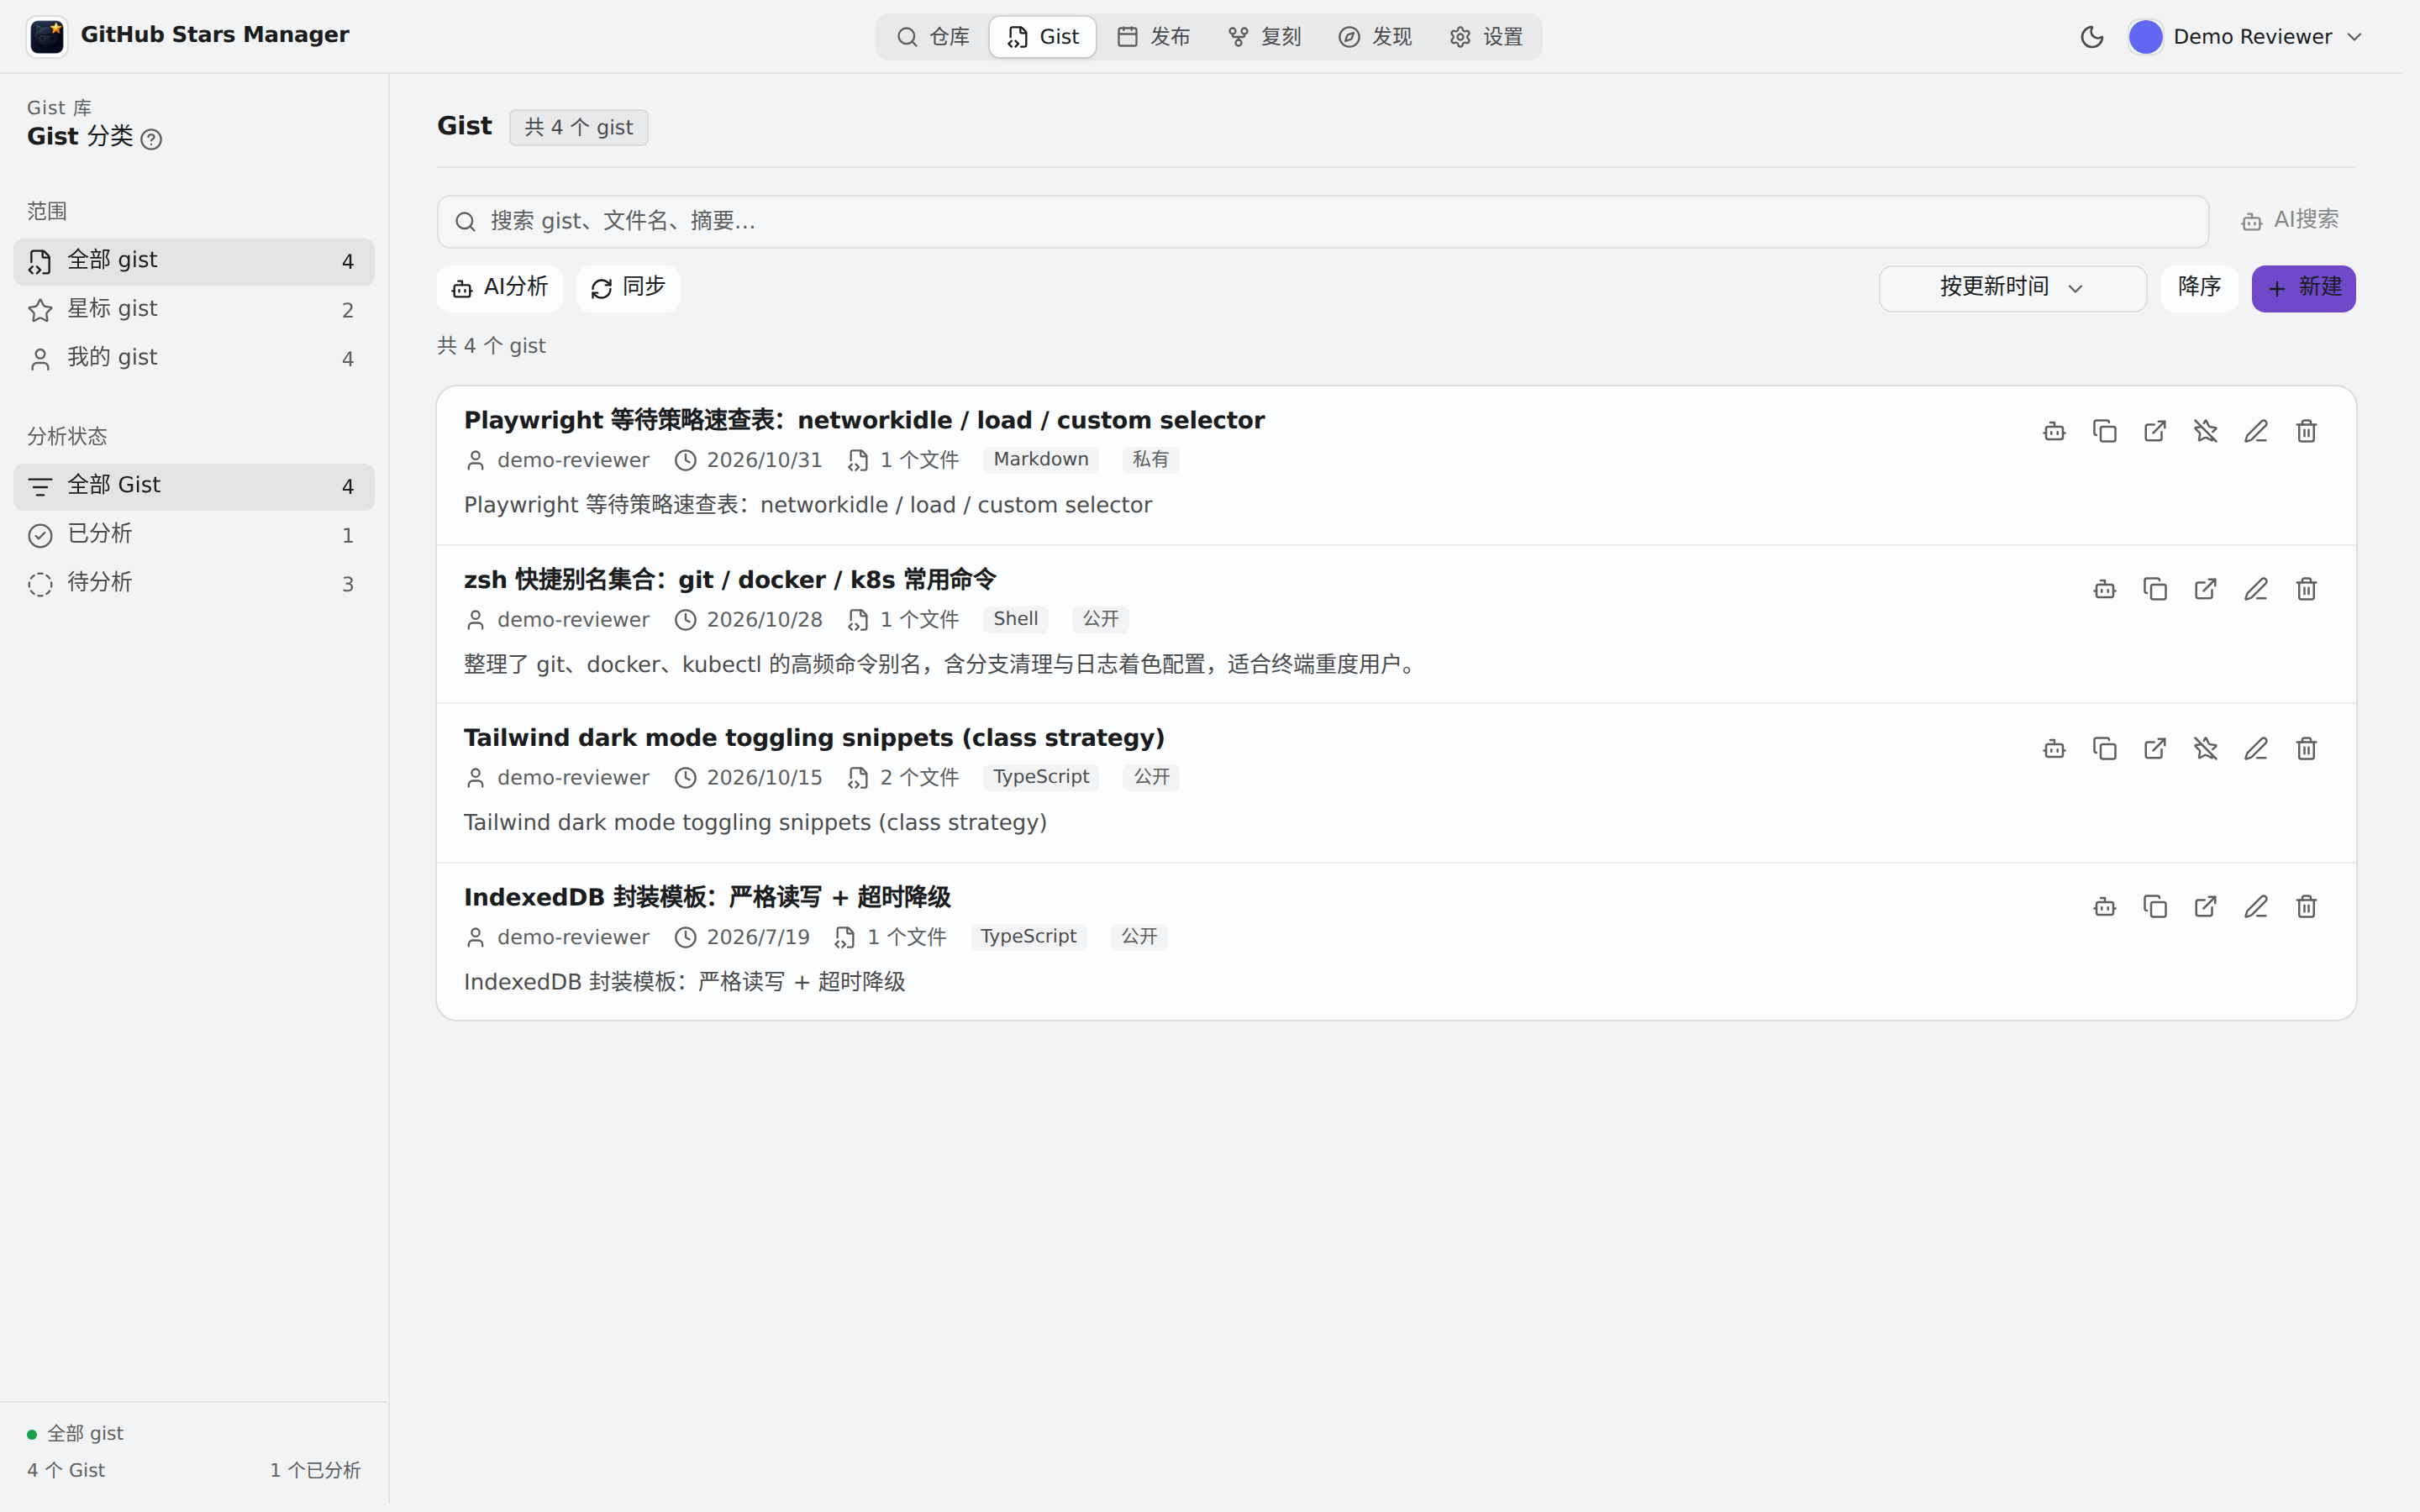 GitHub Stars Manager
仓库
Gist
发布
复刻
发现
设置
Demo Reviewer
Gist 库
Gist 分类
范围
全部 gist 4
星标 gist 2
我的 gist 4
分析状态
全部 Gist 4
已分析 1
待分析 3
全部 gist
4 个 Gist 1 个已分析
Gist 共 4 个 gist
搜索 gist、文件名、摘要...
AI搜索
AI分析 同步 按更新时间 降序 新建
共 4 个 gist
Playwright 等待策略速查表：networkidle / load / custom selector
demo-reviewer 2026/10/31 1 个文件 Markdown 私有
Playwright 等待策略速查表：networkidle / load / custom selector
zsh 快捷别名集合：git / docker / k8s 常用命令
demo-reviewer 2026/10/28 1 个文件 Shell 公开
整理了 git、docker、kubectl 的高频命令别名，含分支清理与日志着色配置，适合终端重度用户。
Tailwind dark mode toggling snippets (class strategy)
demo-reviewer 2026/10/15 2 个文件 TypeScript 公开
Tailwind dark mode toggling snippets (class strategy)
IndexedDB 封装模板：严格读写 + 超时降级
demo-reviewer 2026/7/19 1 个文件 TypeScript 公开
IndexedDB 封装模板：严格读写 + 超时降级